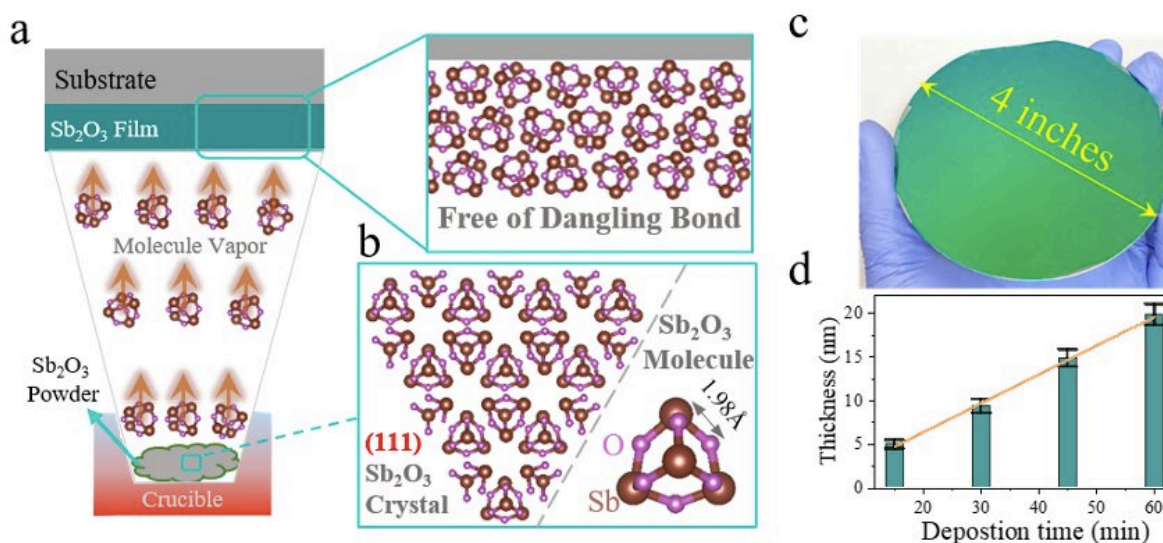 a
Substrate
Sb₂O₃ Film
Molecule Vapor
Sb₂O₃
Powder
Crucible
Free of Dangling Bond
b
(111)
Sb₂O₃
Crystal
Sb₂O₃
Molecule
1.98Å
O
Sb
c
4 inches
d
Thickness (nm)
20
15
10
5
0
20
30
40
50
60
Depostion time (min)